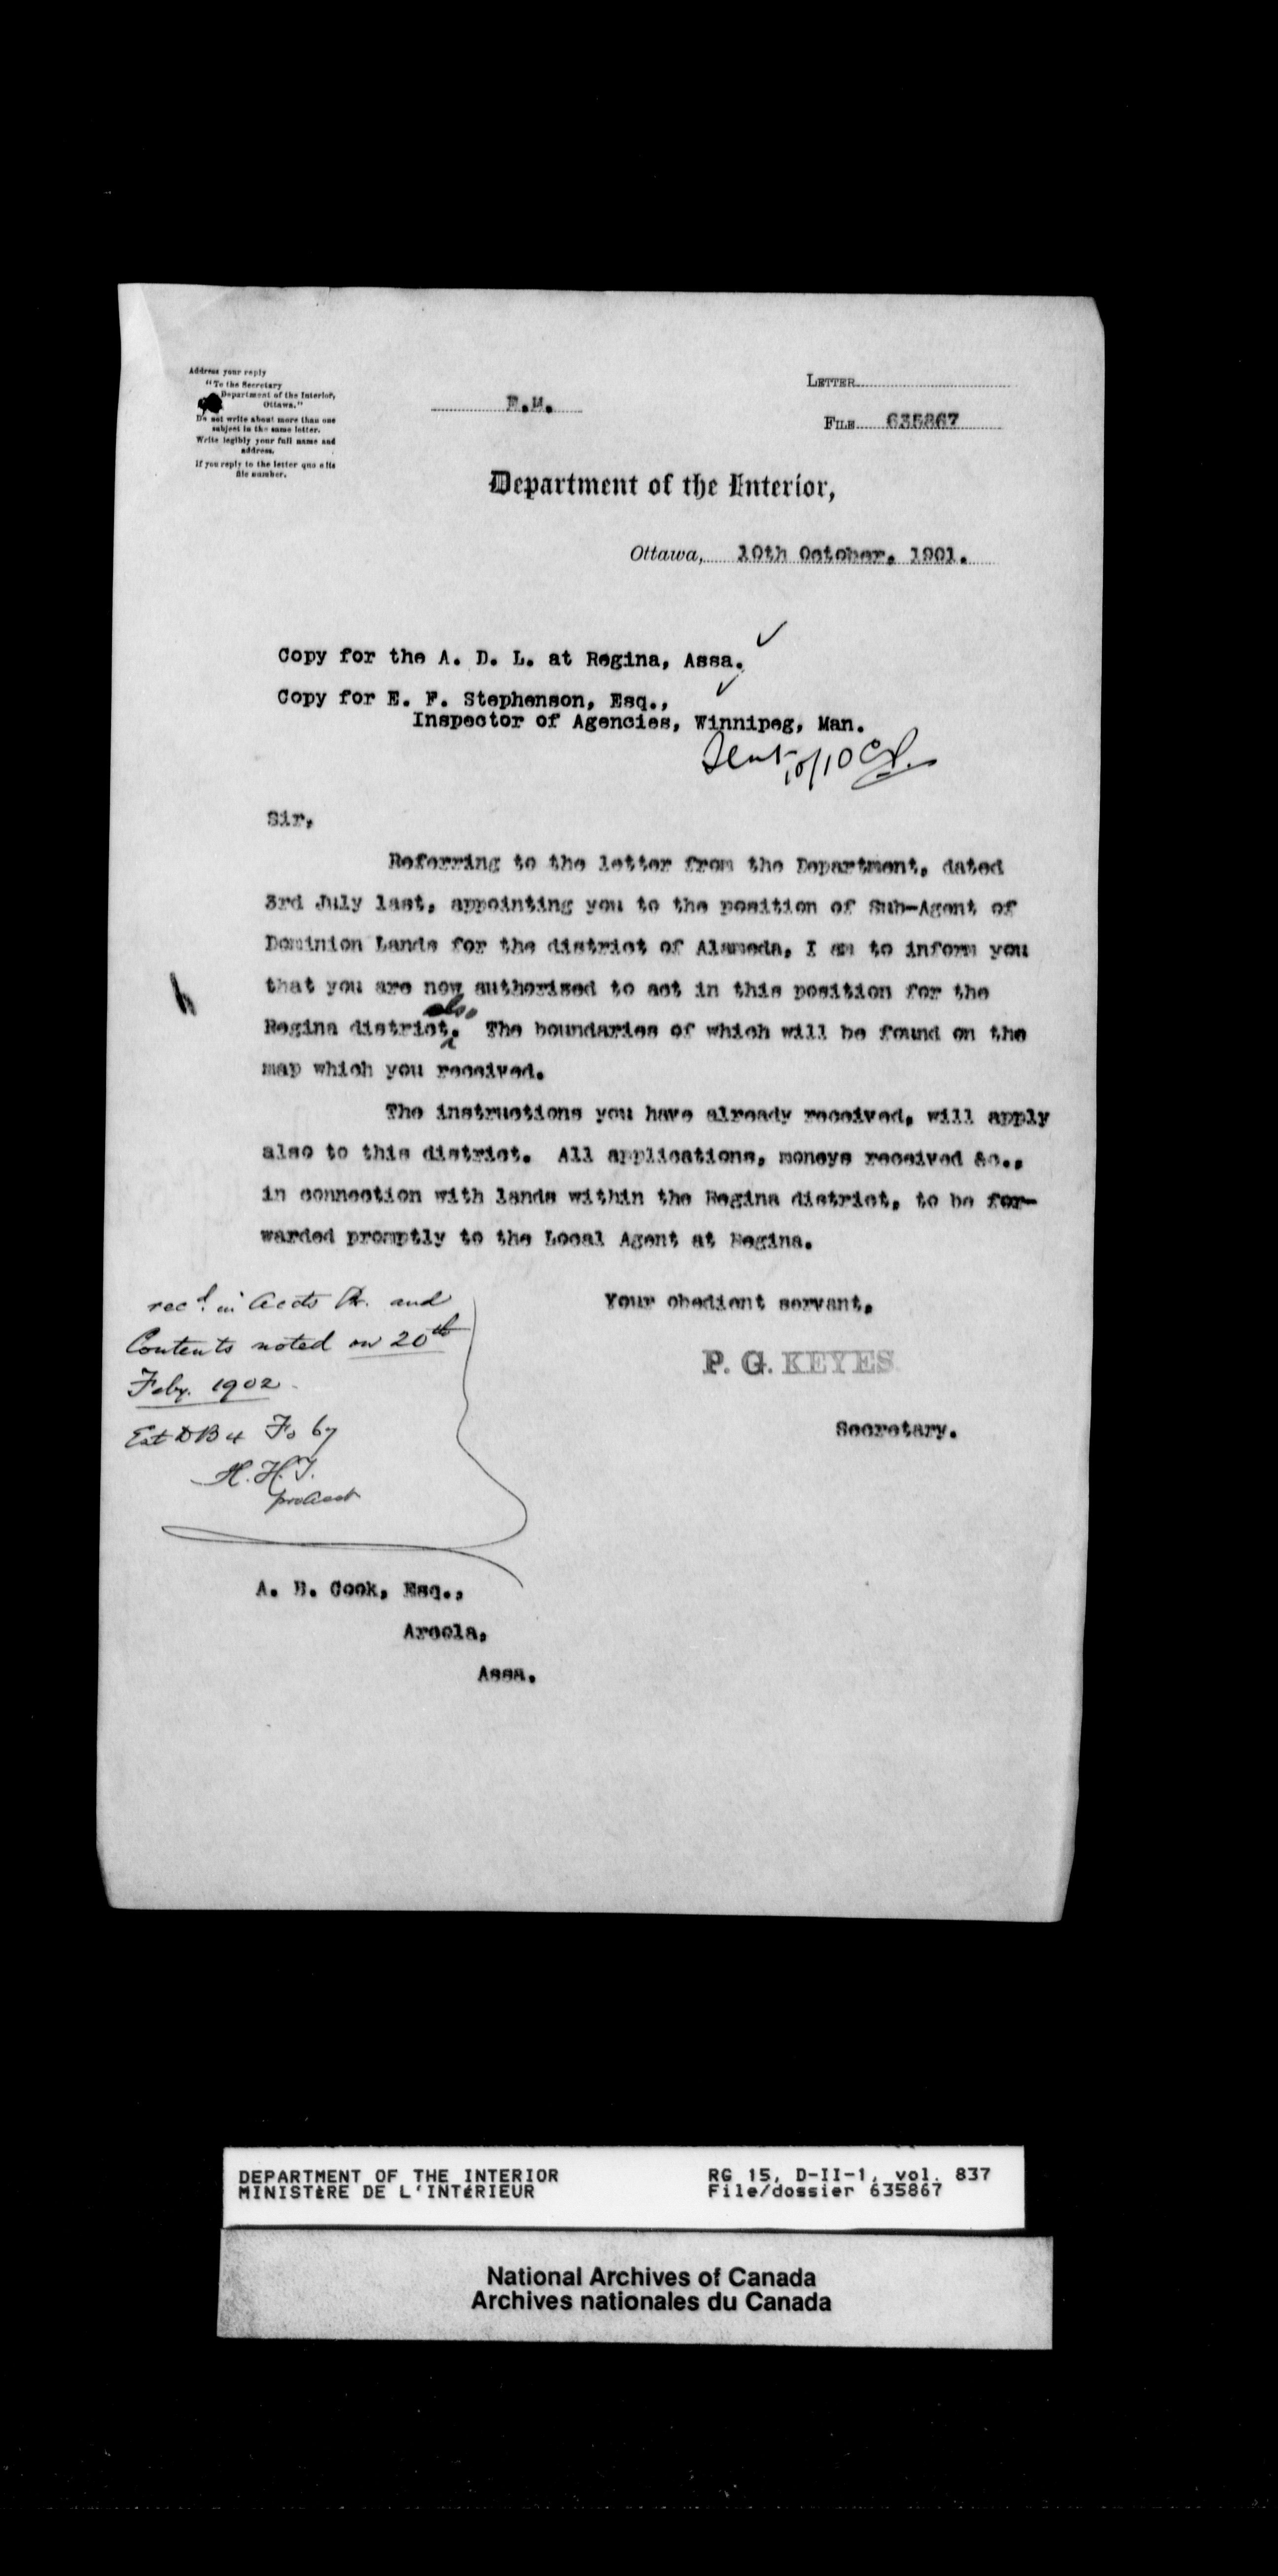 Address your reply
"To the Secretary
Department of the Interior,
Ottawa."
Do not write about more than one
subject in the same letter.
Write legibly your full name and
address.
If you reply to the letter quote its
file number.
F.M.
LETTER
FILE 635867
Department of the Interior,
Ottawa, 10th October, 1901.
Copy for the A. D. L. at Regina, Assa.
Copy for E. F. Stephenson, Esq.,
Inspector of Agencies, Winnipeg, Man.
Sent 10/10
Sir,
Referring to the letter from the Department, dated
3rd July last, appointing you to the position of Sub-Agent of
Dominion Lands for the district of Alameda, I am to inform you
that you are now authorised to act in this position for the
also
Regina district. The boundaries of which will be found on the
map which you received.
The instructions you have already received, will apply
also to this district. All applications, moneys received &c.,
in connection with lands within the Regina district, to be for-
warded promptly to the Local Agent at Regina.
Your obedient servant,
P. G. KEYES
Secretary.
rec'd. in Accts Br. and
Contents noted on 20th
Feby. 1902.
Ent DB 4 Fo 67
H.H.T.
pro Acct
A. B. Cook, Esq.,
Arcola,
Assa.
DEPARTMENT OF THE INTERIOR RG 15, D-II-1, vol. 837
MINISTÈRE DE L'INTÉRIEUR File/dossier 635867
National Archives of Canada
Archives nationales du Canada